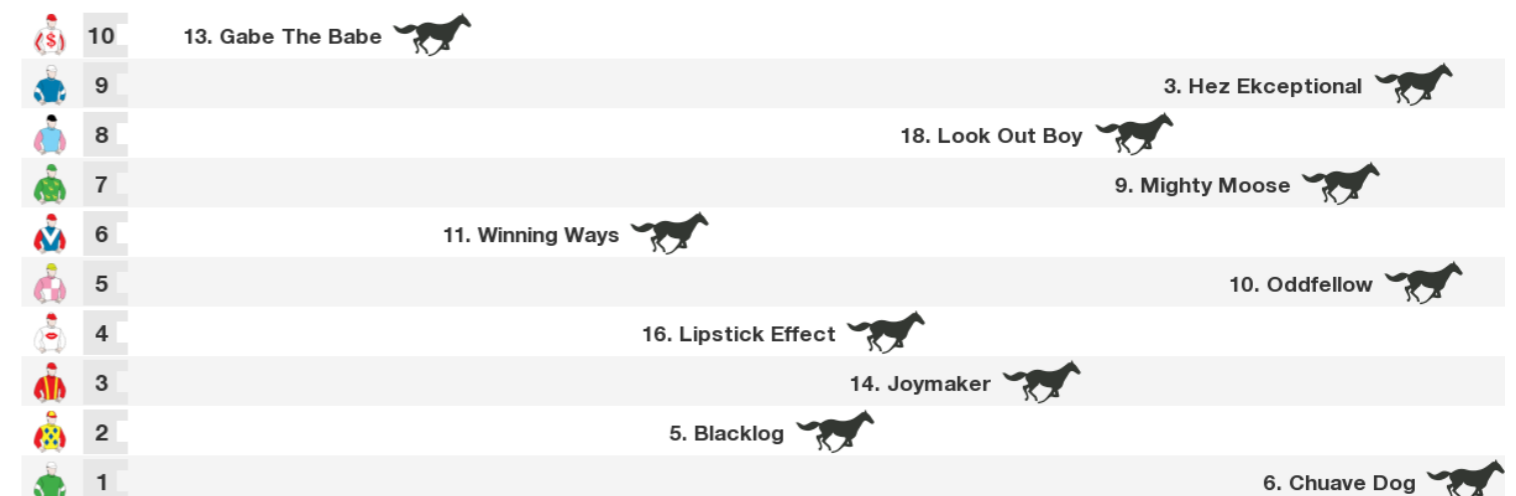 $
10 13. Gabe The Babe
9 3. Hez Ekceptional
8 18. Look Out Boy
7 9. Mighty Moose
6 11. Winning Ways
5 10. Oddfellow
4 16. Lipstick Effect
3 14. Joymaker
2 5. Blacklog
1 6. Chuave Dog